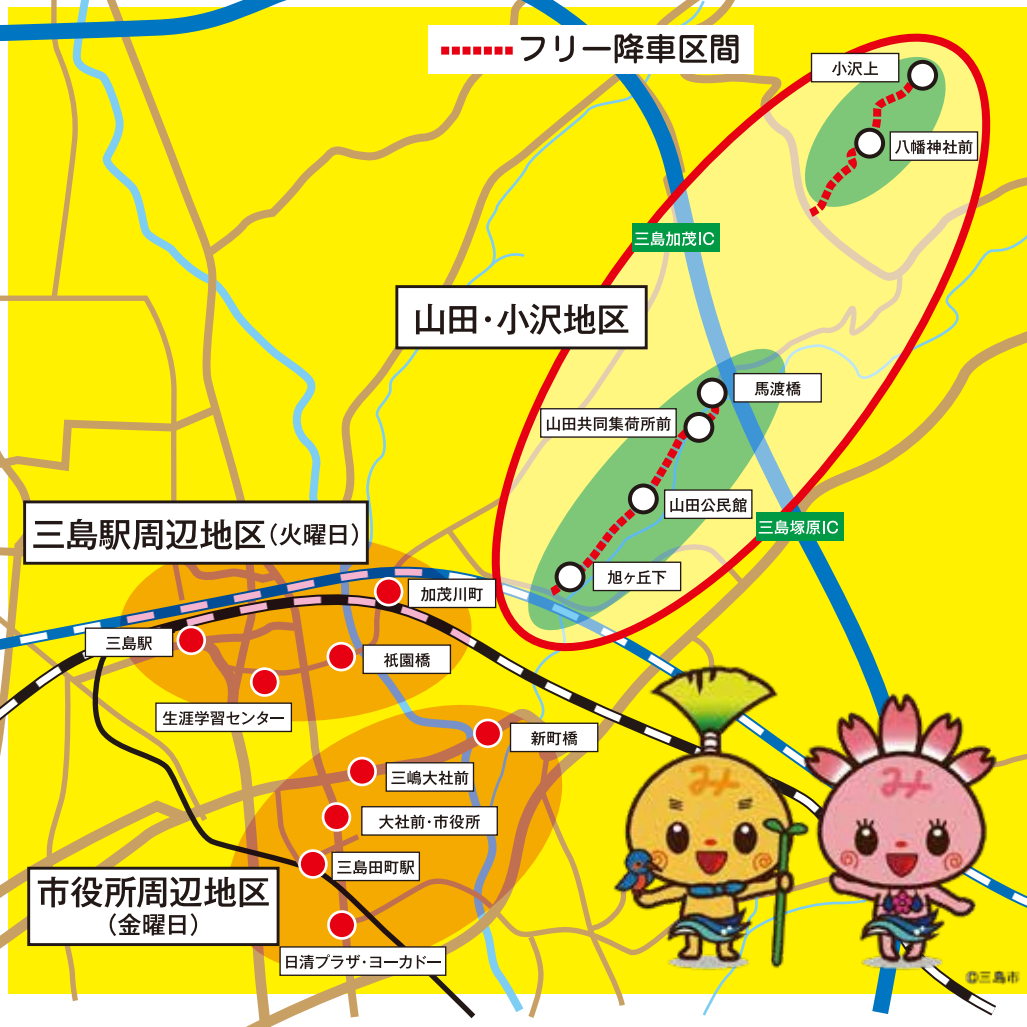 フリー降車区間
小沢上
八幡神社前
三島加茂IC
山田・小沢地区
馬渡橋
山田共同集荷所前
山田公民館
三島塚原IC
旭ヶ丘下
三島駅周辺地区(火曜日)
加茂川町
三島駅
祇園橋
生涯学習センター
新町橋
三嶋大社前
大社前・市役所
三島田町駅
市役所周辺地区
(金曜日)
日清プラザ・ヨーカドー
み
み
©三島市